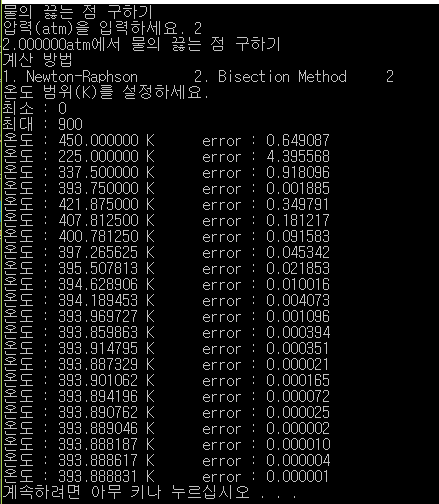 물의 끓는 점 구하기
압력(atm)을 입력하세요. 2
2.000000atm에서 물의 끓는 점 구하기
계산 방법
1. Newton-Raphson 2. Bisection Method 2
온도 범위(K)를 설정하세요.
최소 : 0
최대 : 900
온도 : 450.000000 K error : 0.649087
온도 : 225.000000 K error : 4.395568
온도 : 337.500000 K error : 0.918096
온도 : 393.750000 K error : 0.001885
온도 : 421.875000 K error : 0.349791
온도 : 407.812500 K error : 0.181217
온도 : 400.781250 K error : 0.091583
온도 : 397.265625 K error : 0.045342
온도 : 395.507813 K error : 0.021853
온도 : 394.628906 K error : 0.010016
온도 : 394.189453 K error : 0.004073
온도 : 393.969727 K error : 0.001096
온도 : 393.859863 K error : 0.000394
온도 : 393.914795 K error : 0.000351
온도 : 393.887329 K error : 0.000021
온도 : 393.901062 K error : 0.000165
온도 : 393.894196 K error : 0.000072
온도 : 393.890762 K error : 0.000025
온도 : 393.889046 K error : 0.000002
온도 : 393.888187 K error : 0.000010
온도 : 393.888617 K error : 0.000004
온도 : 393.888831 K error : 0.000001
계속하려면 아무 키나 누르십시오 . . .